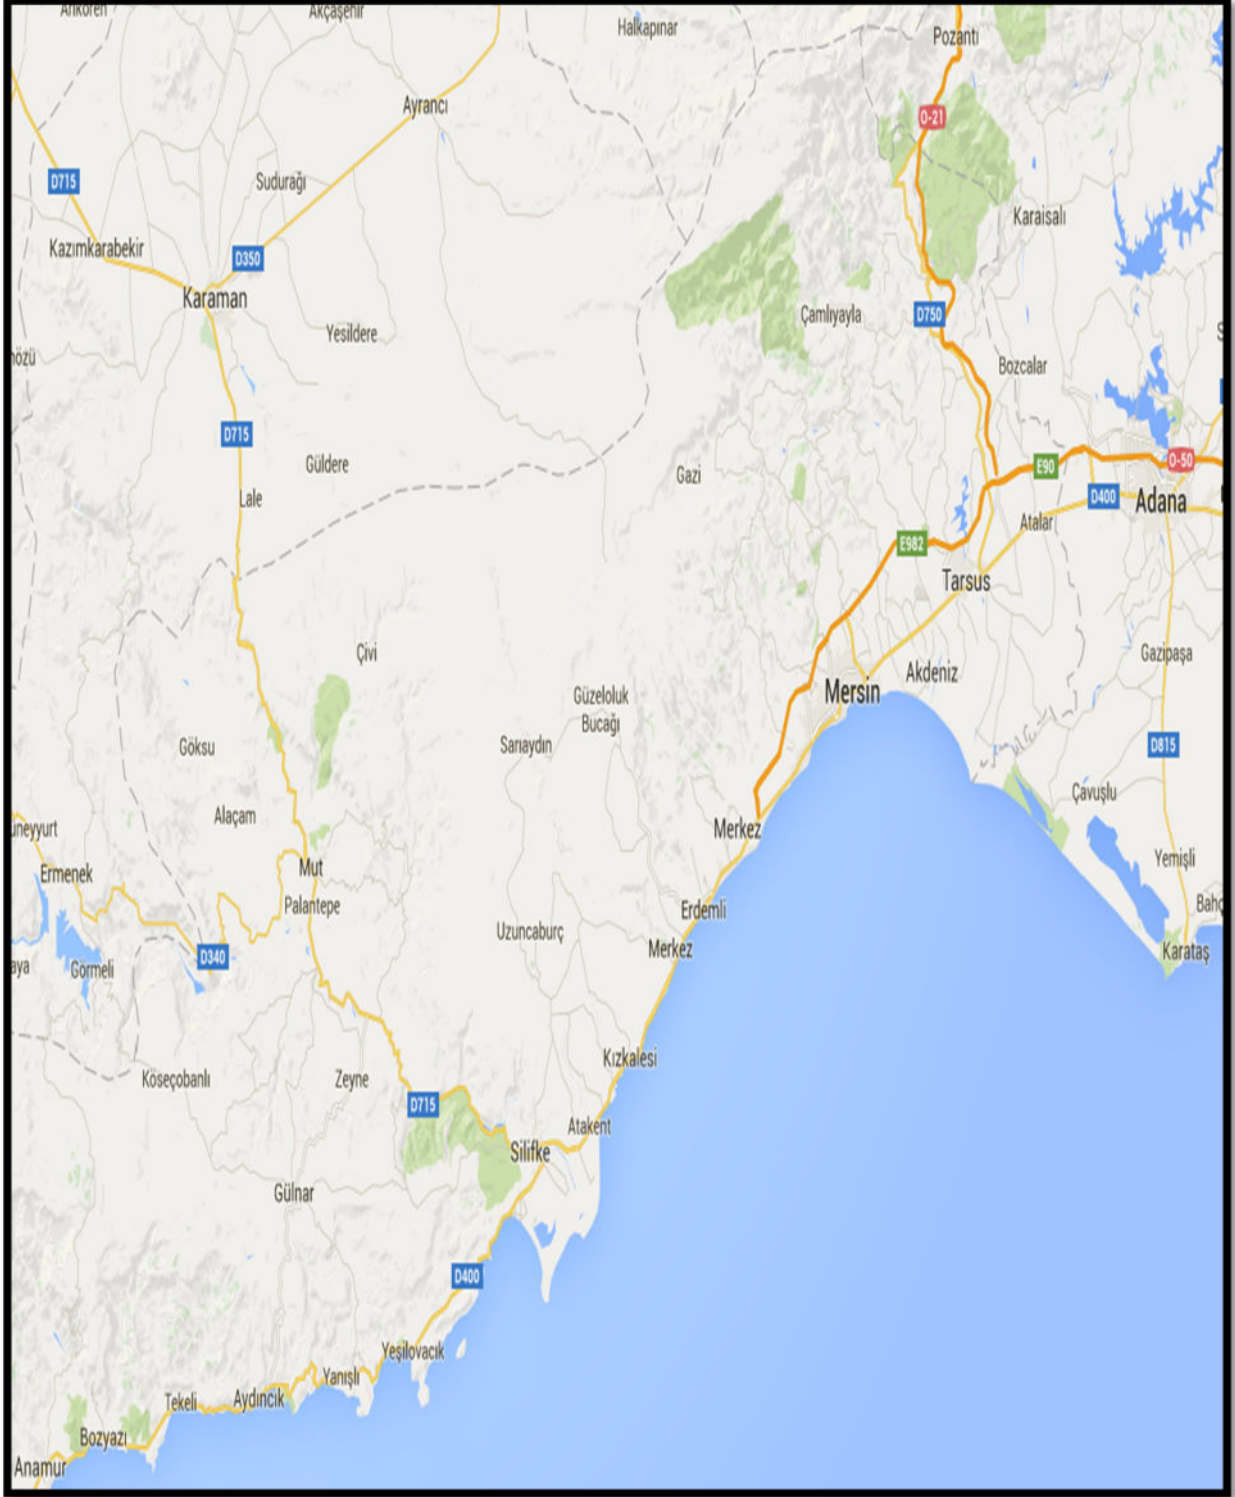 Akçaşehir
Halkapınar
Pozantı
Ayrancı
O-21
D715
Sudurağı
Karaisalı
Kazımkarabekir
D350
Karaman
Çamlıyayla
D750
Yesildere
Bozcalar
D715
Güldere
Gazi
E90
O-50
Lale
D400
Adana
Atalar
E982
Tarsus
Çivi
Gazipaşa
Akdeniz
Mersin
Güzeloluk
Bucağı
Göksu
Sarıaydın
D815
Çavuşlu
Alaçam
Merkez
Yemişli
Ermenek
Mut
Palantepe
Erdemli
Uzuncaburç
Merkez
Karataş
D340
Görmeli
Kızkalesi
Köseçobanlı
Zeyne
D715
Atakent
Silifke
Gülnar
D400
Yeşilovacık
Yanışlı
Aydıncık
Tekeli
Bozyazı
Anamur